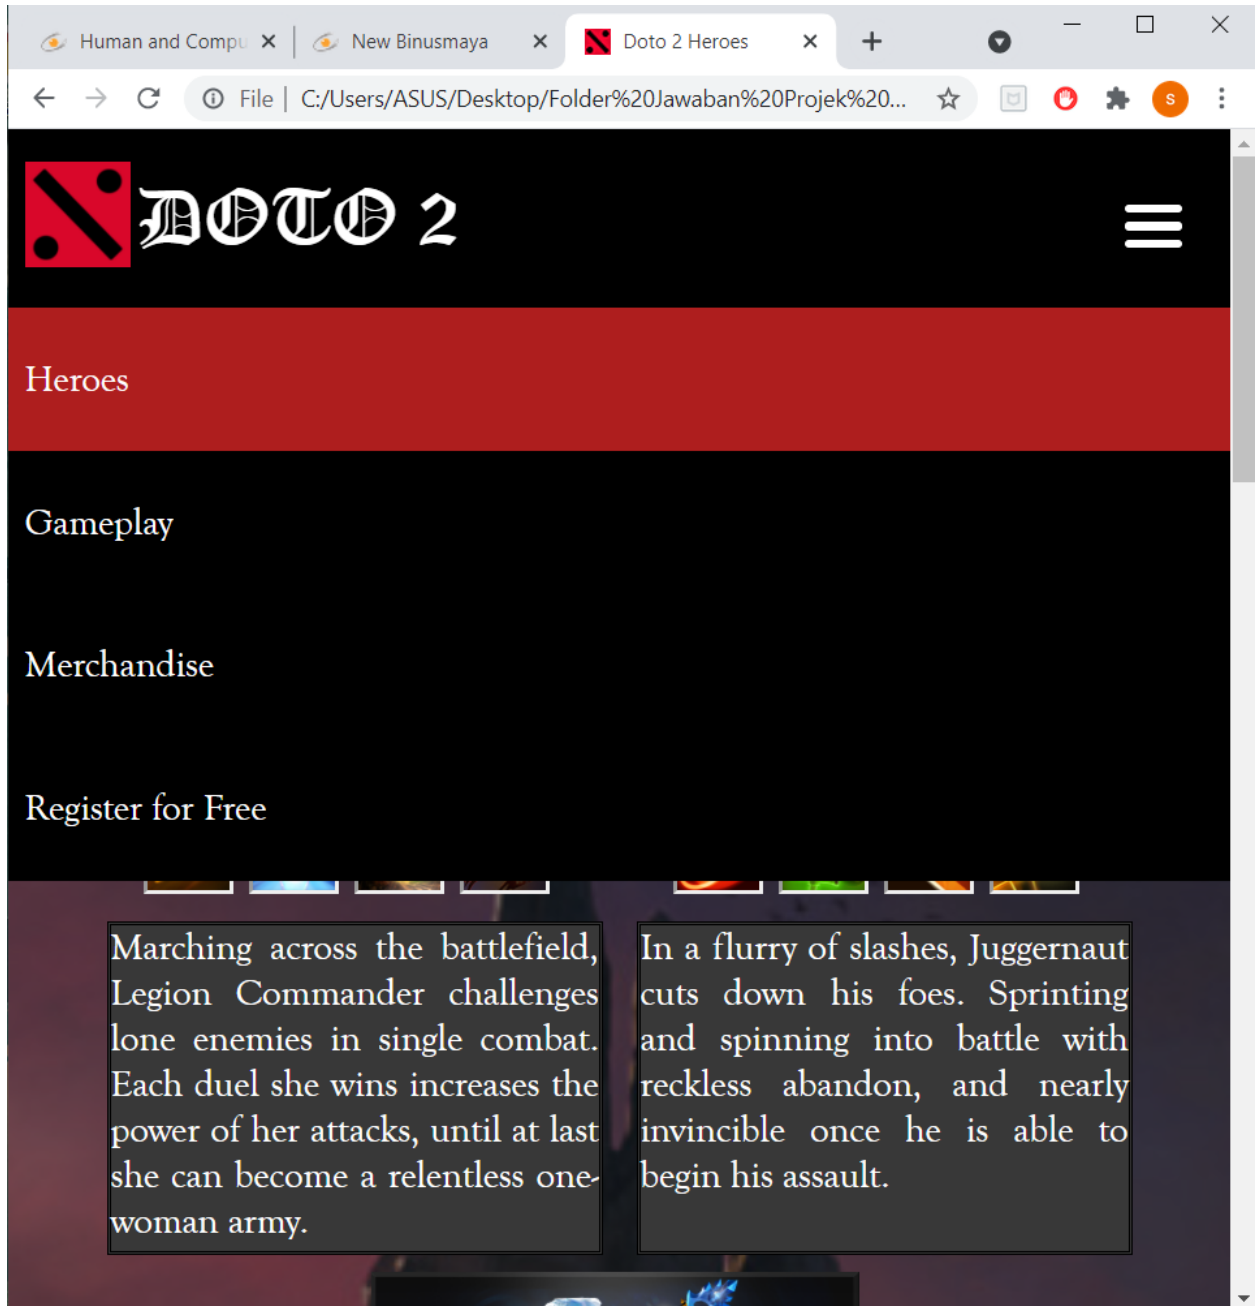 Human and Compu
New Binusmaya
Doto 2 Heroes
File
C:/Users/ASUS/Desktop/Folder%20Jawaban%20Projek%20...
s
DOTO 2
Heroes
Gameplay
Merchandise
Register for Free
Marching across the battlefield,
Legion Commander challenges
lone enemies in single combat.
Each duel she wins increases the
power of her attacks, until at last
she can become a relentless one-
woman army.
In a flurry of slashes, Juggernaut
cuts down his foes. Sprinting
and spinning into battle with
reckless abandon, and nearly
invincible once he is able to
begin his assault.